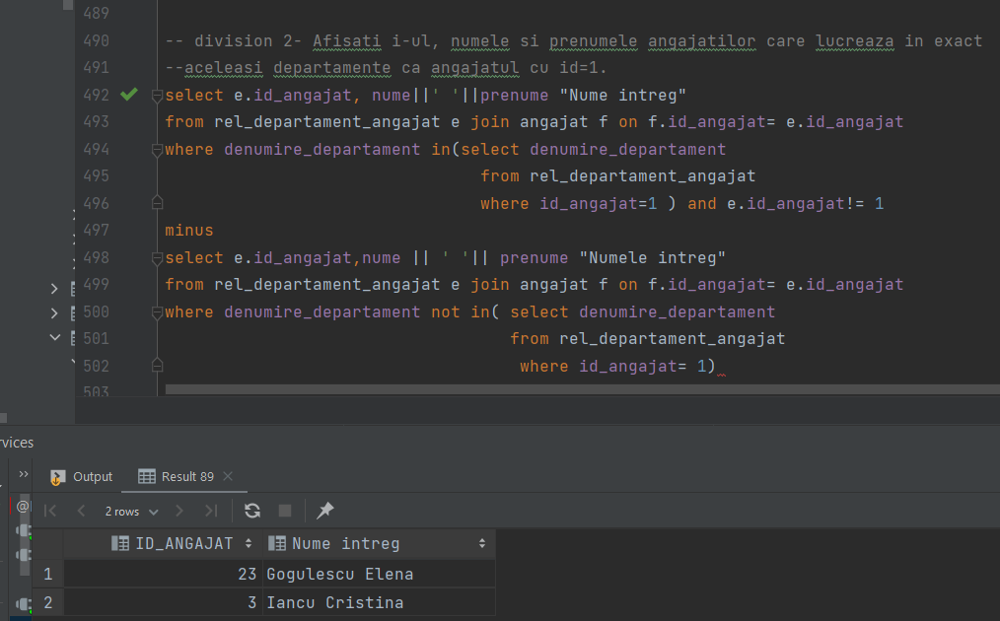 489
490 -- division 2- Afisati i-ul, numele si prenumele angajatilor care lucreaza in exact
491 --aceleasi departamente ca angajatul cu id=1.
492 select e.id_angajat, nume||' '||prenume "Nume intreg"
493 from rel_departament_angajat e join angajat f on f.id_angajat= e.id_angajat
494 where denumire_departament in(select denumire_departament
495 from rel_departament_angajat
496 where id_angajat=1 ) and e.id_angajat!= 1
497 minus
498 select e.id_angajat,nume || ' '|| prenume "Numele intreg"
499 from rel_departament_angajat e join angajat f on f.id_angajat= e.id_angajat
500 where denumire_departament not in( select denumire_departament
501 from rel_departament_angajat
502 where id_angajat= 1)
503
rvices
Output Result 89
@
2 rows
ID_ANGAJAT Nume intreg
1 23 Gogulescu Elena
2 3 Iancu Cristina